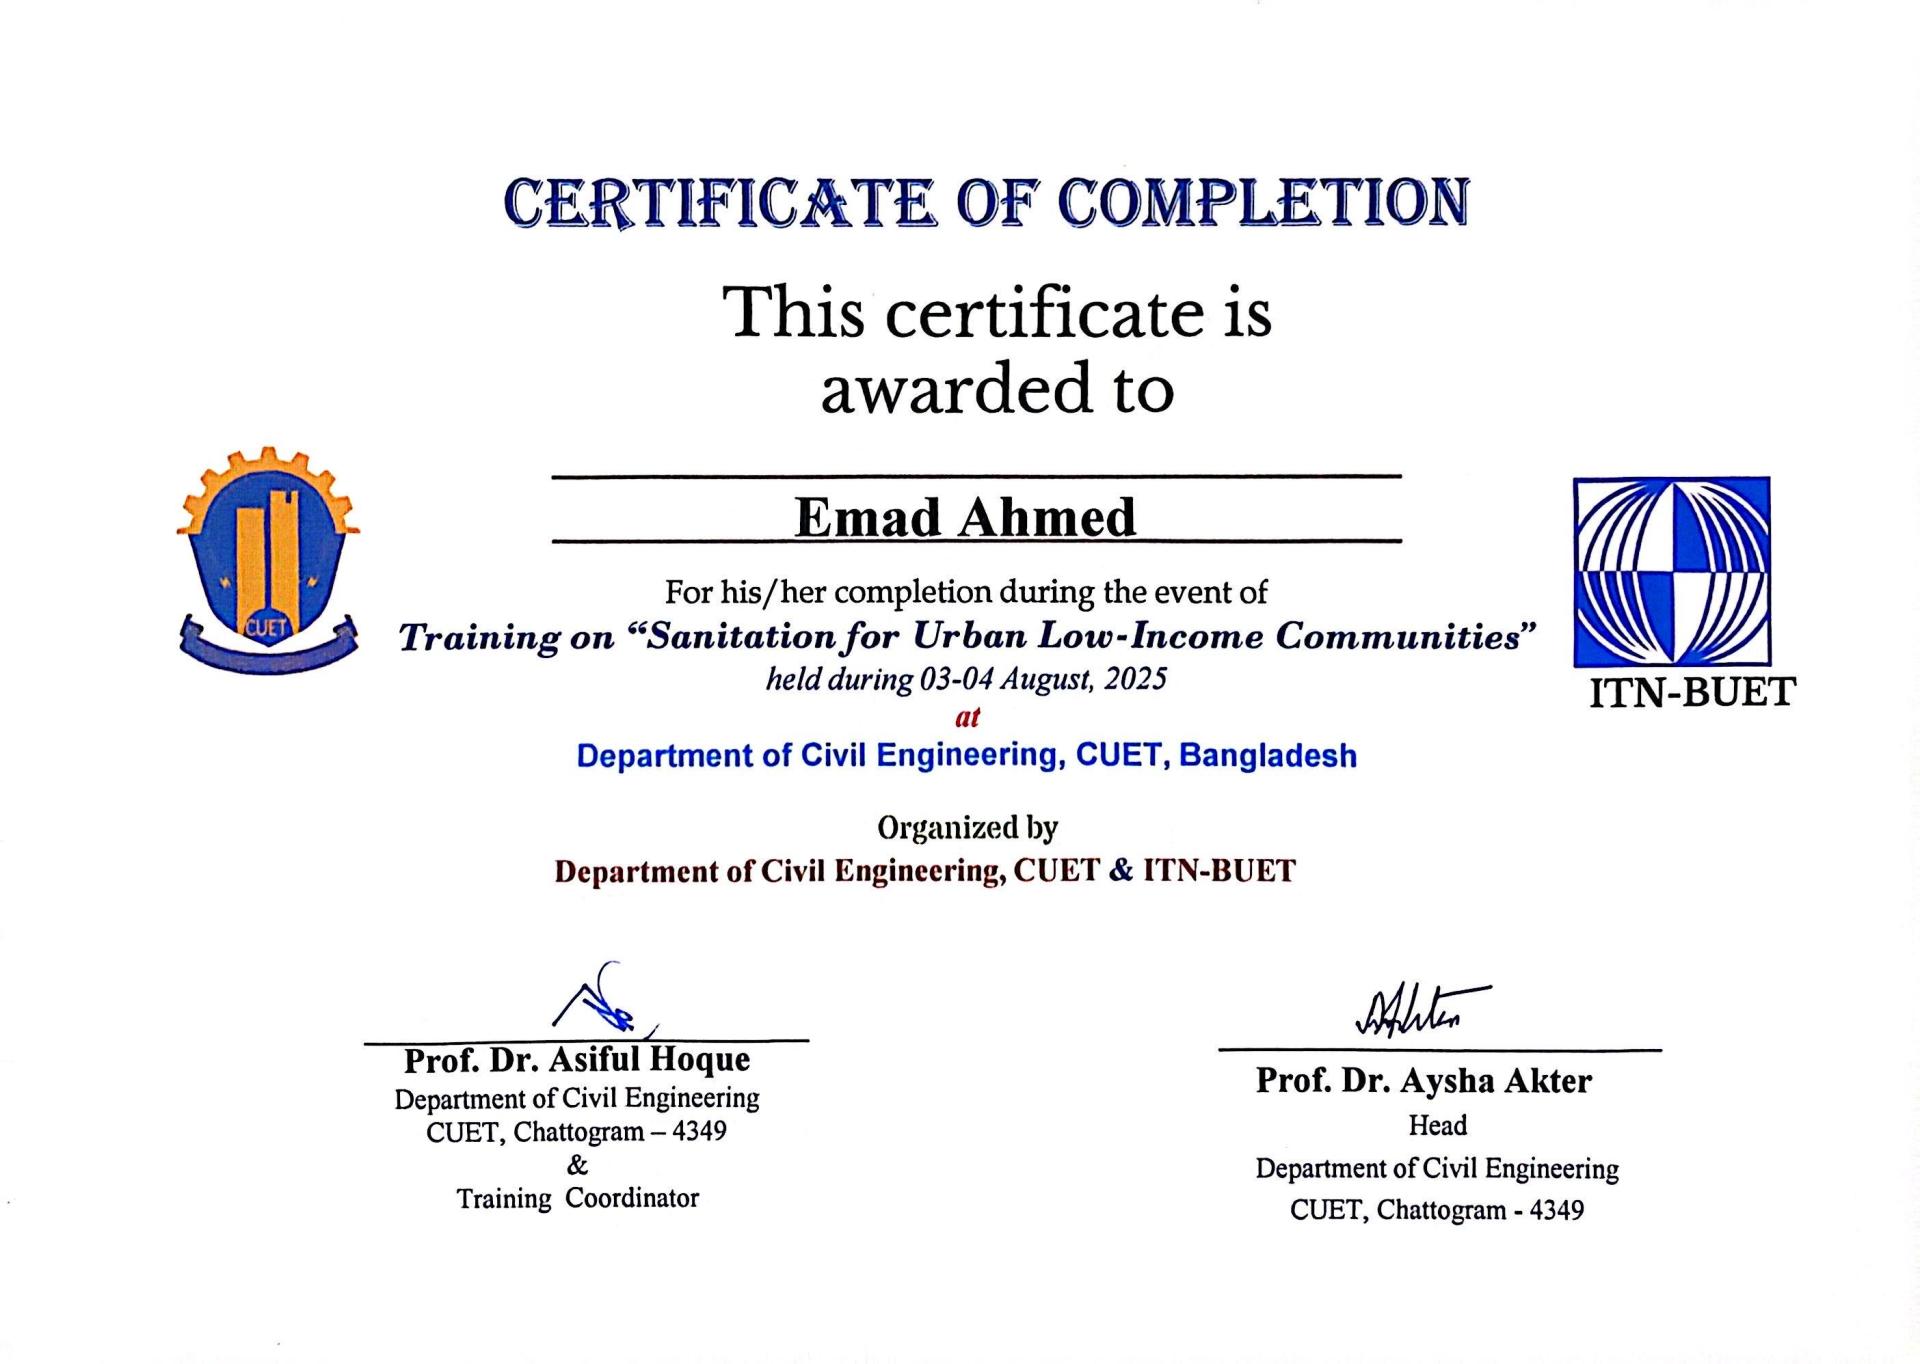 CERTIFICATE OF COMPLETION
This certificate is
awarded to
Emad Ahmed
For his/her completion during the event of
Training on “Sanitation for Urban Low-Income Communities”
held during 03-04 August, 2025
at
Department of Civil Engineering, CUET, Bangladesh
CUET
ITN-BUET
Organized by
Department of Civil Engineering, CUET & ITN-BUET
Prof. Dr. Asiful Hoque
Department of Civil Engineering
CUET, Chattogram – 4349
&
Training Coordinator
Prof. Dr. Aysha Akter
Head
Department of Civil Engineering
CUET, Chattogram - 4349